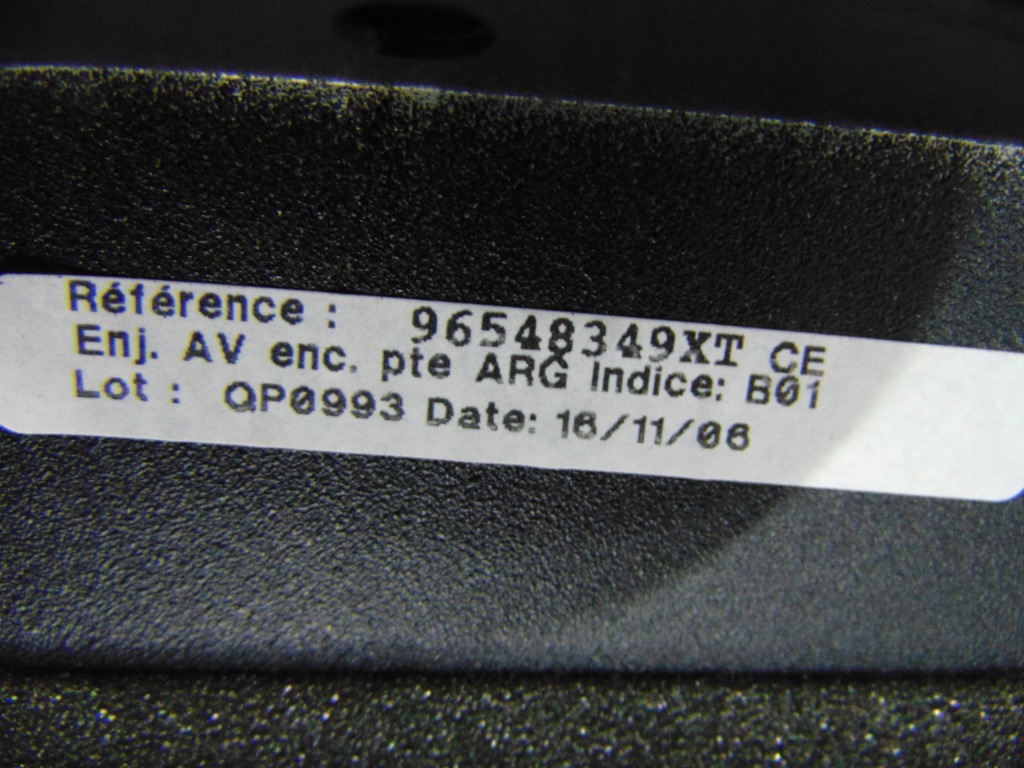 Référence : 96548349XT CE
Enj. AV enc. pte ARG Indice: B01
Lot : QP0993 Date: 16/11/06